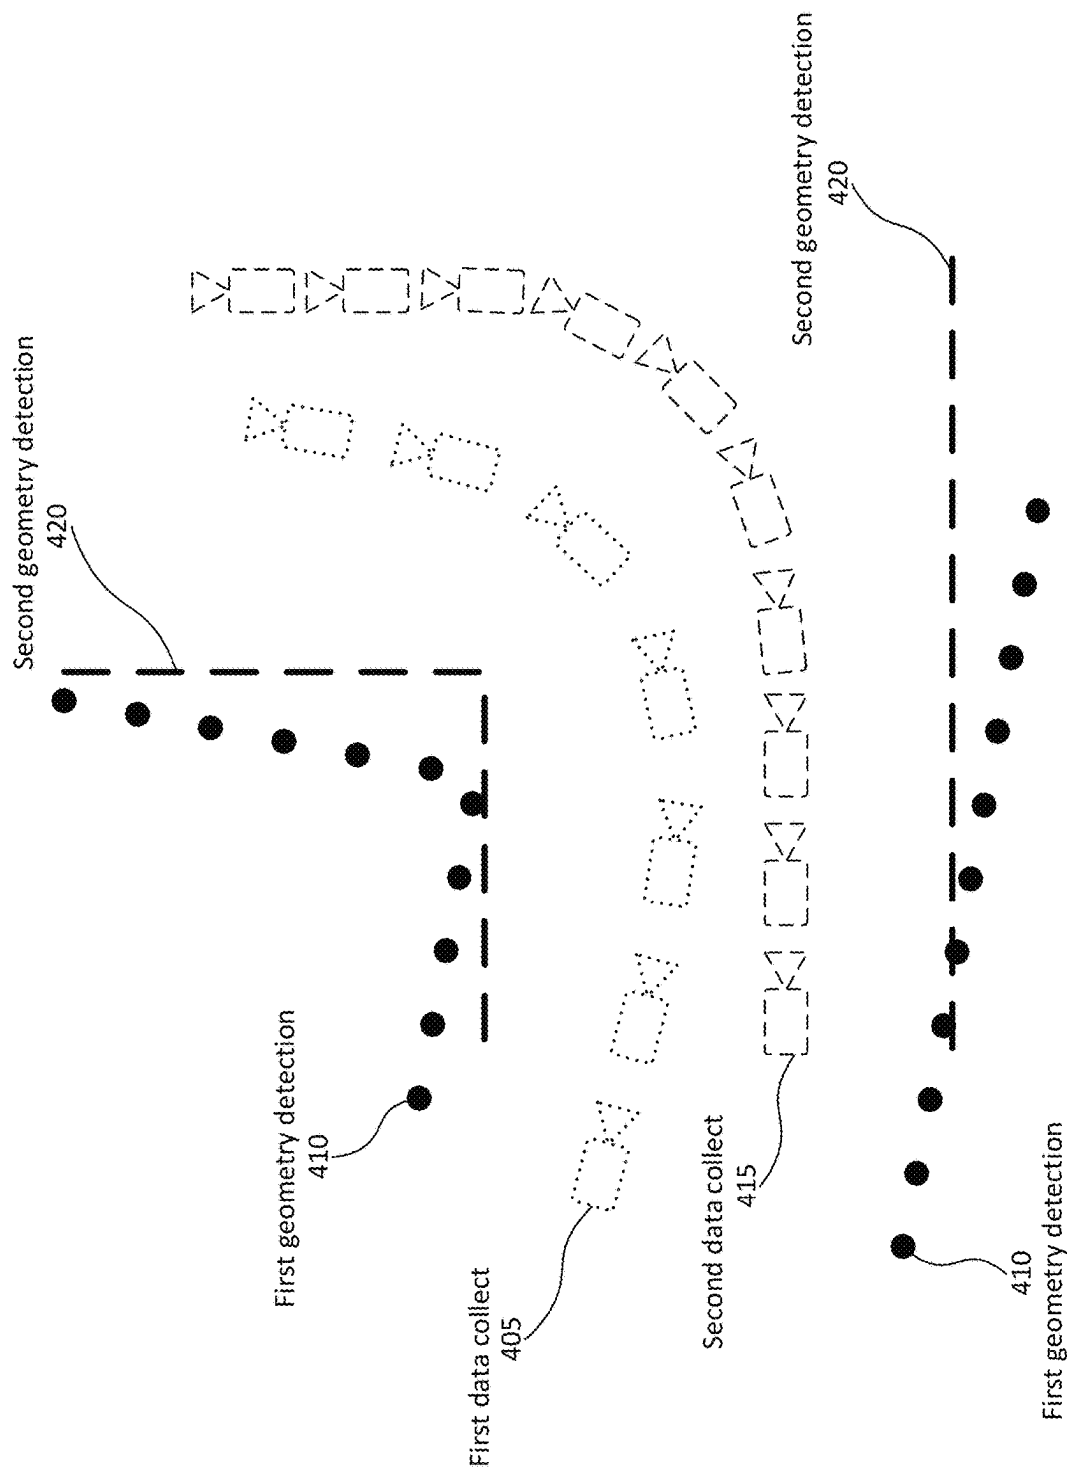 Second geometry detection
420
Second geometry detection
420
First geometry detection
410
First data collect
405
Second data collect
415
First geometry detection
410